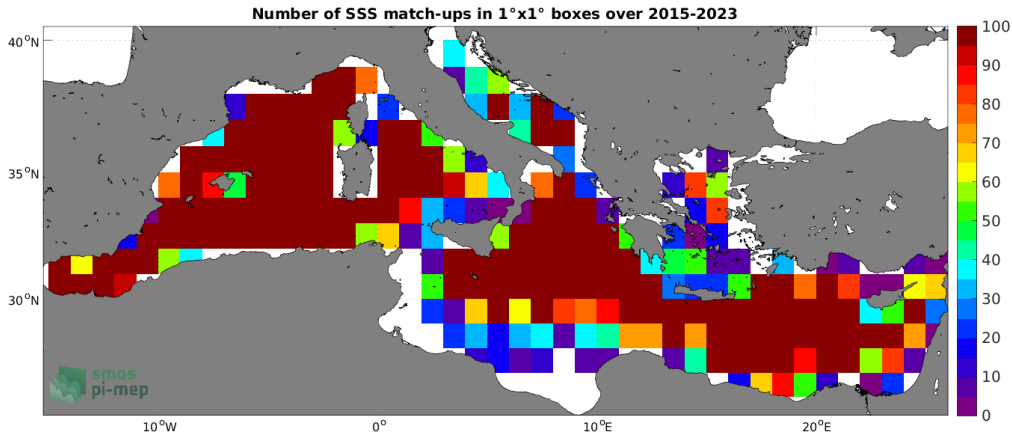 Number of SSS match-ups in 1°x1° boxes over 2015-2023
40°N
35°N
30°N
10°W
0°
10°E
20°E
100
90
80
70
60
50
40
30
20
10
0
smos
pi-mep